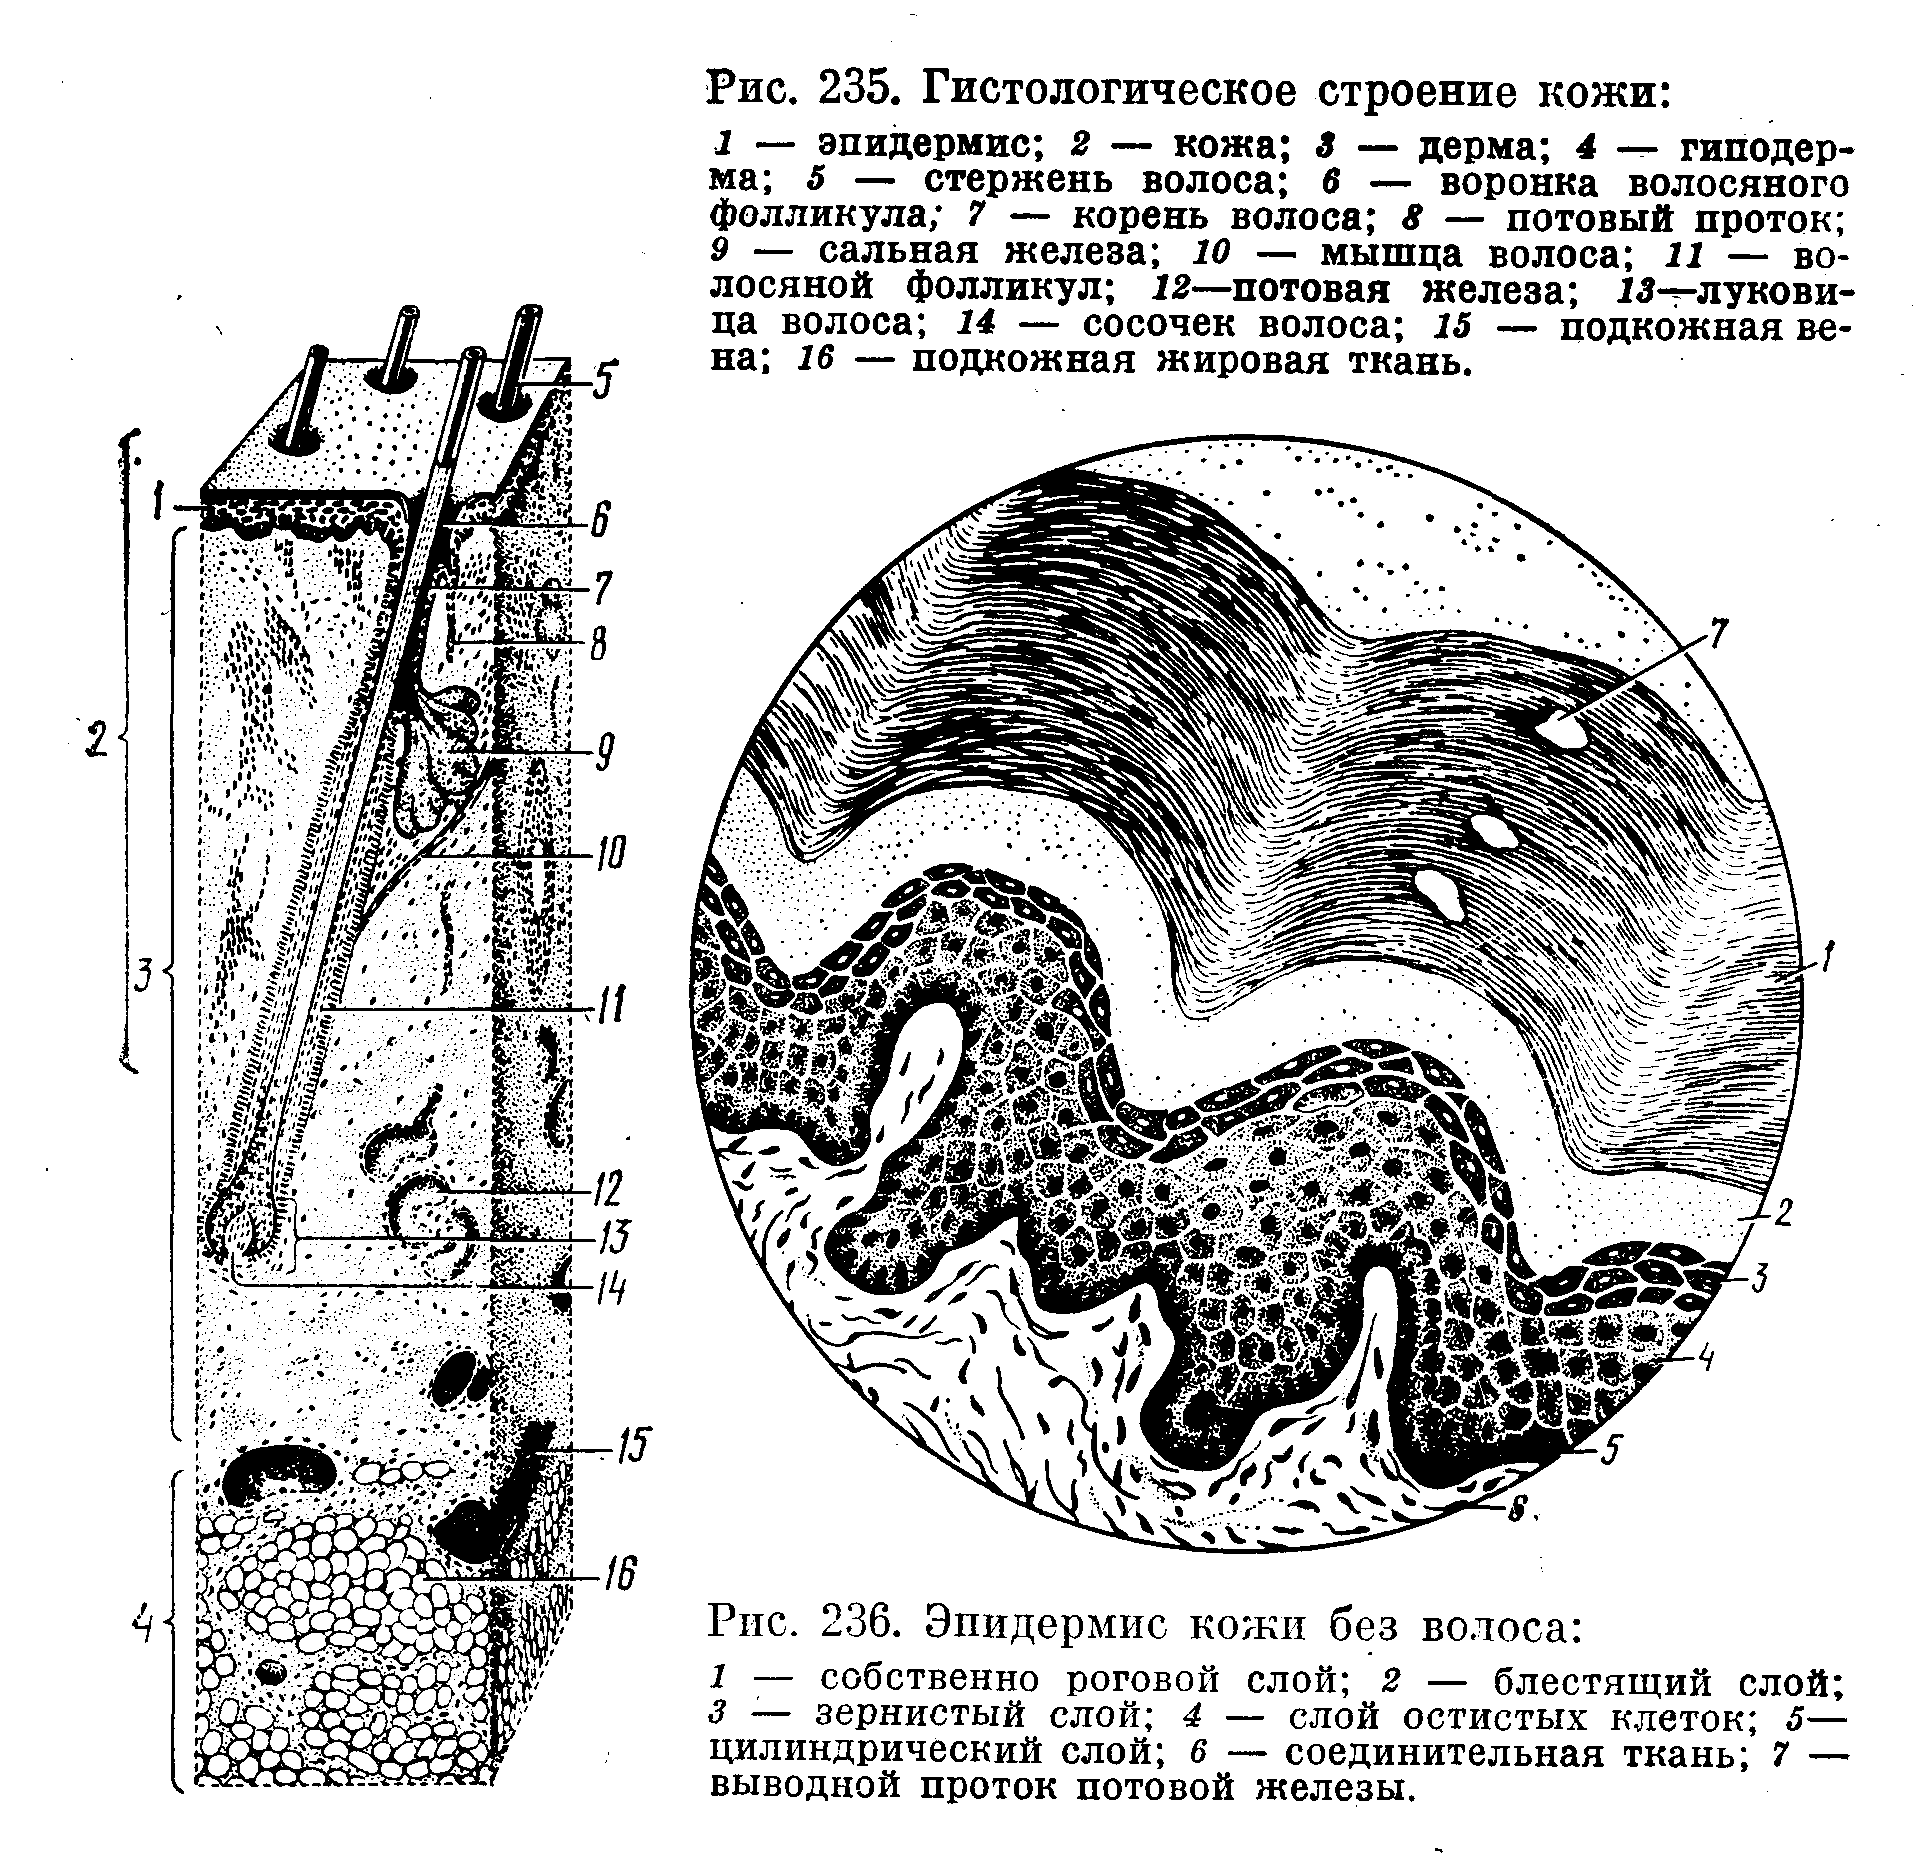 Рис. 235. Гистологическое строение кожи:
1 — эпидермис; 2 — кожа; 3 — дерма; 4 — гиподер-
ма; 5 — стержень волоса; 6 — воронка волосяного
фолликула; 7 — корень волоса; 8 — потовый проток;
9 — сальная железа; 10 — мышца волоса; 11 — во-
лосяной фолликул; 12—потовая железа; 13—лукови-
ца волоса; 14 — сосочек волоса; 15 — подкожная ве-
на; 16 — подкожная жировая ткань.
5
1
6
7
8
2
9
10
3
11
12
13
14
15
16
4
7
1
2
3
4
5
6.
Рис. 236. Эпидермис кожи без волоса:
1 — собственно роговой слой; 2 — блестящий слой;
3 — зернистый слой; 4 — слой остистых клеток; 5—
цилиндрический слой; 6 — соединительная ткань; 7 —
выводной проток потовой железы.